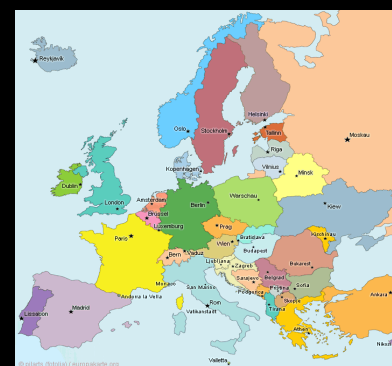 Reykjavik
Helsinki
Oslo
Stockholm
Tallinn
Moskau
Riga
Kopenhagen
Vilnius
Minsk
Dublin
Amsterdam
Berlin
Warschau
London
Brüssel
Kiew
Luxemburg
Prag
Paris
Wien
Bratislava
Kischinau
Budapest
Bern
Vaduz
Ljubljana
Zagreb
Bukarest
Monaco
San Marino
Belgrad
Sarajevo
Andorra la Vella
Pristina
Sofia
Podgorica
Madrid
Rom
Skopje
Ankara
Vatikanstadt
Tirana
Lissabon
Athen
Nikos
Valletta